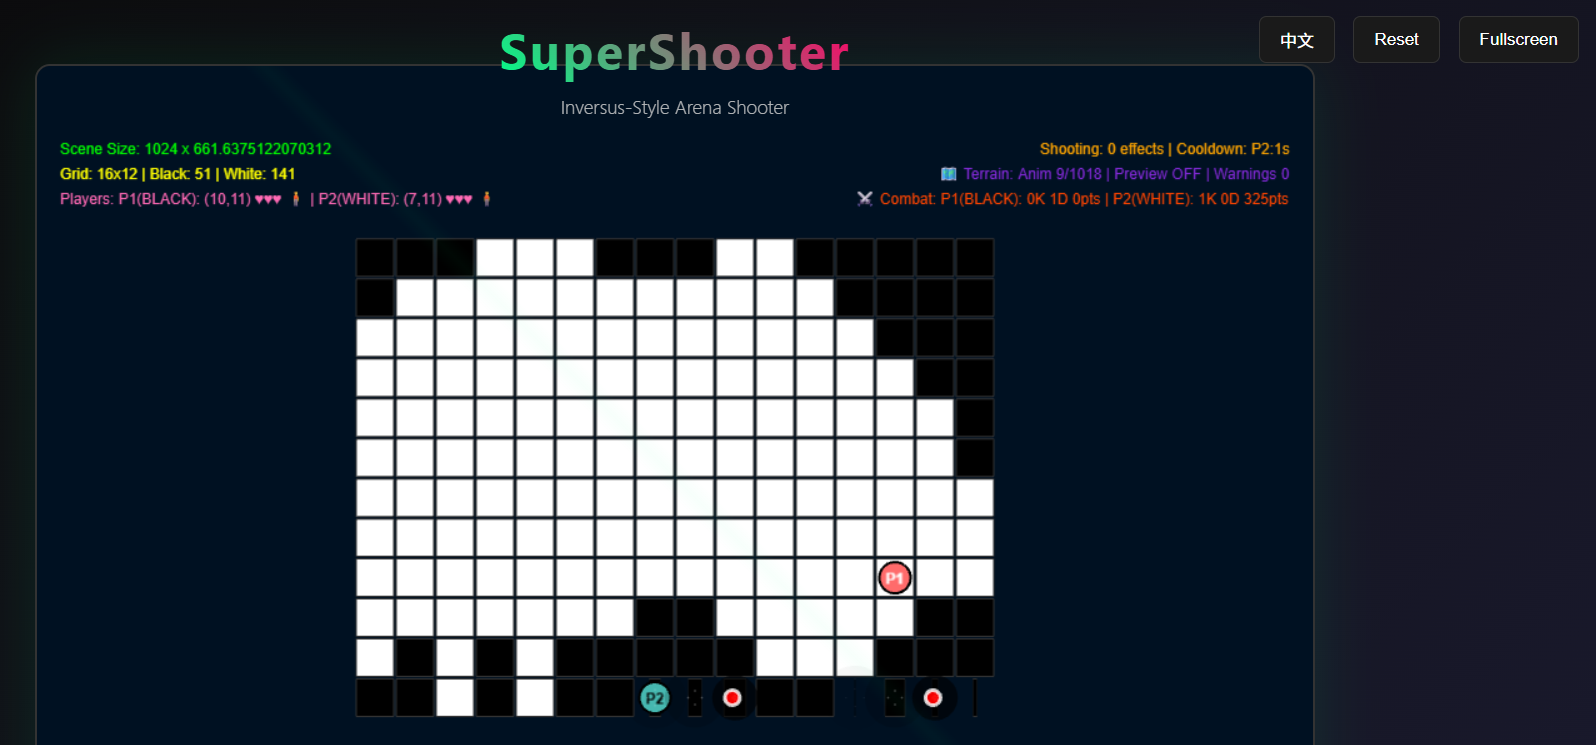 中文
Reset
Fullscreen
SuperShooter
Inversus-Style Arena Shooter
Scene Size: 1024 x 661.6375122070312
Grid: 16x12 | Black: 51 | White: 141
Players: P1(BLACK): (10,11) ♥♥♥ 🧍 | P2(WHITE): (7,11) ♥♥♥ 🧍
Shooting: 0 effects | Cooldown: P2:1s
🗺️ Terrain: Anim 9/1018 | Preview OFF | Warnings 0
⚔️ Combat: P1(BLACK): 0K 1D 0pts | P2(WHITE): 1K 0D 325pts
P1
P2